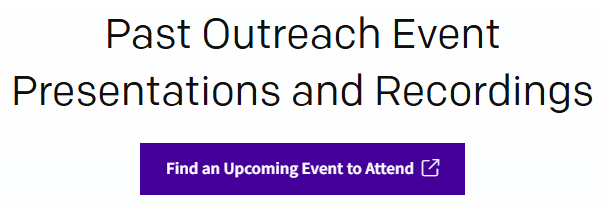 Past Outreach Event
Presentations and Recordings
Find an Upcoming Event to Attend